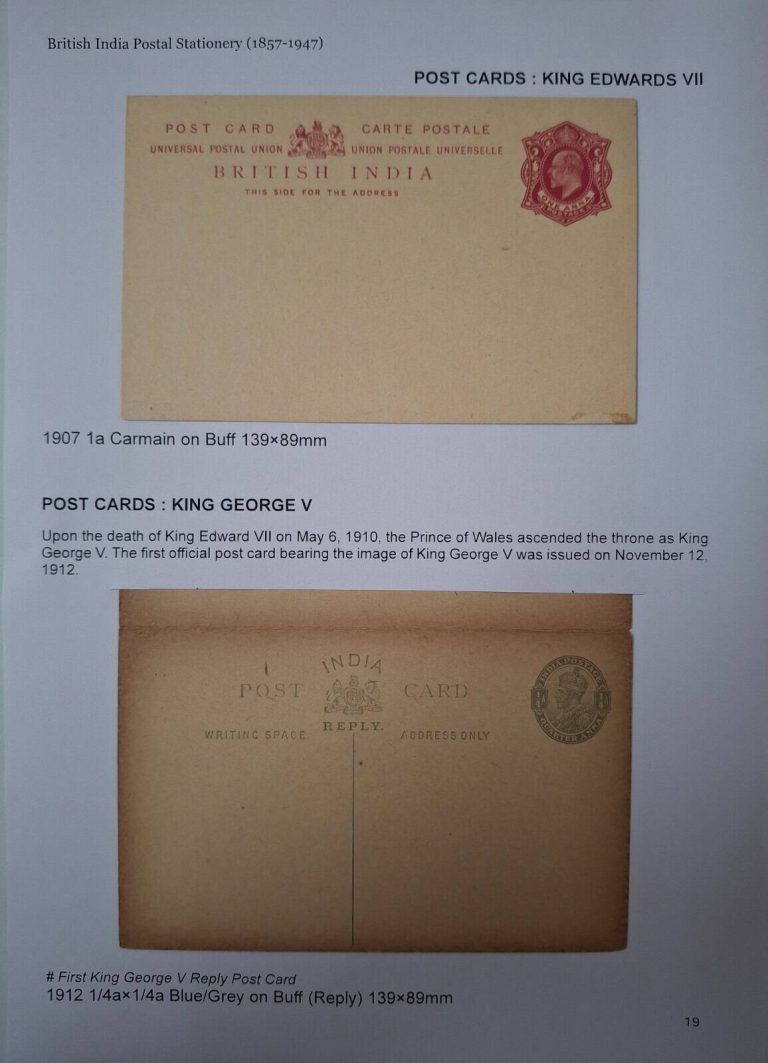 British India Postal Stationery (1857-1947)
POST CARDS : KING EDWARDS VII
POST CARD CARTE POSTALE
UNIVERSAL POSTAL UNION UNION POSTALE UNIVERSELLE
BRITISH INDIA
THIS SIDE FOR THE ADDRESS
ONE ANNA
POSTAGE
1907 1a Carmain on Buff 139×89mm
POST CARDS : KING GEORGE V
Upon the death of King Edward VII on May 6, 1910, the Prince of Wales ascended the throne as King
George V. The first official post card bearing the image of King George V was issued on November 12,
1912.
INDIA
POST CARD
REPLY.
WRITING SPACE ADDRESS ONLY
INDIA POSTAGE
QUARTER ANNA
# First King George V Reply Post Card
1912 1/4a×1/4a Blue/Grey on Buff (Reply) 139×89mm
19